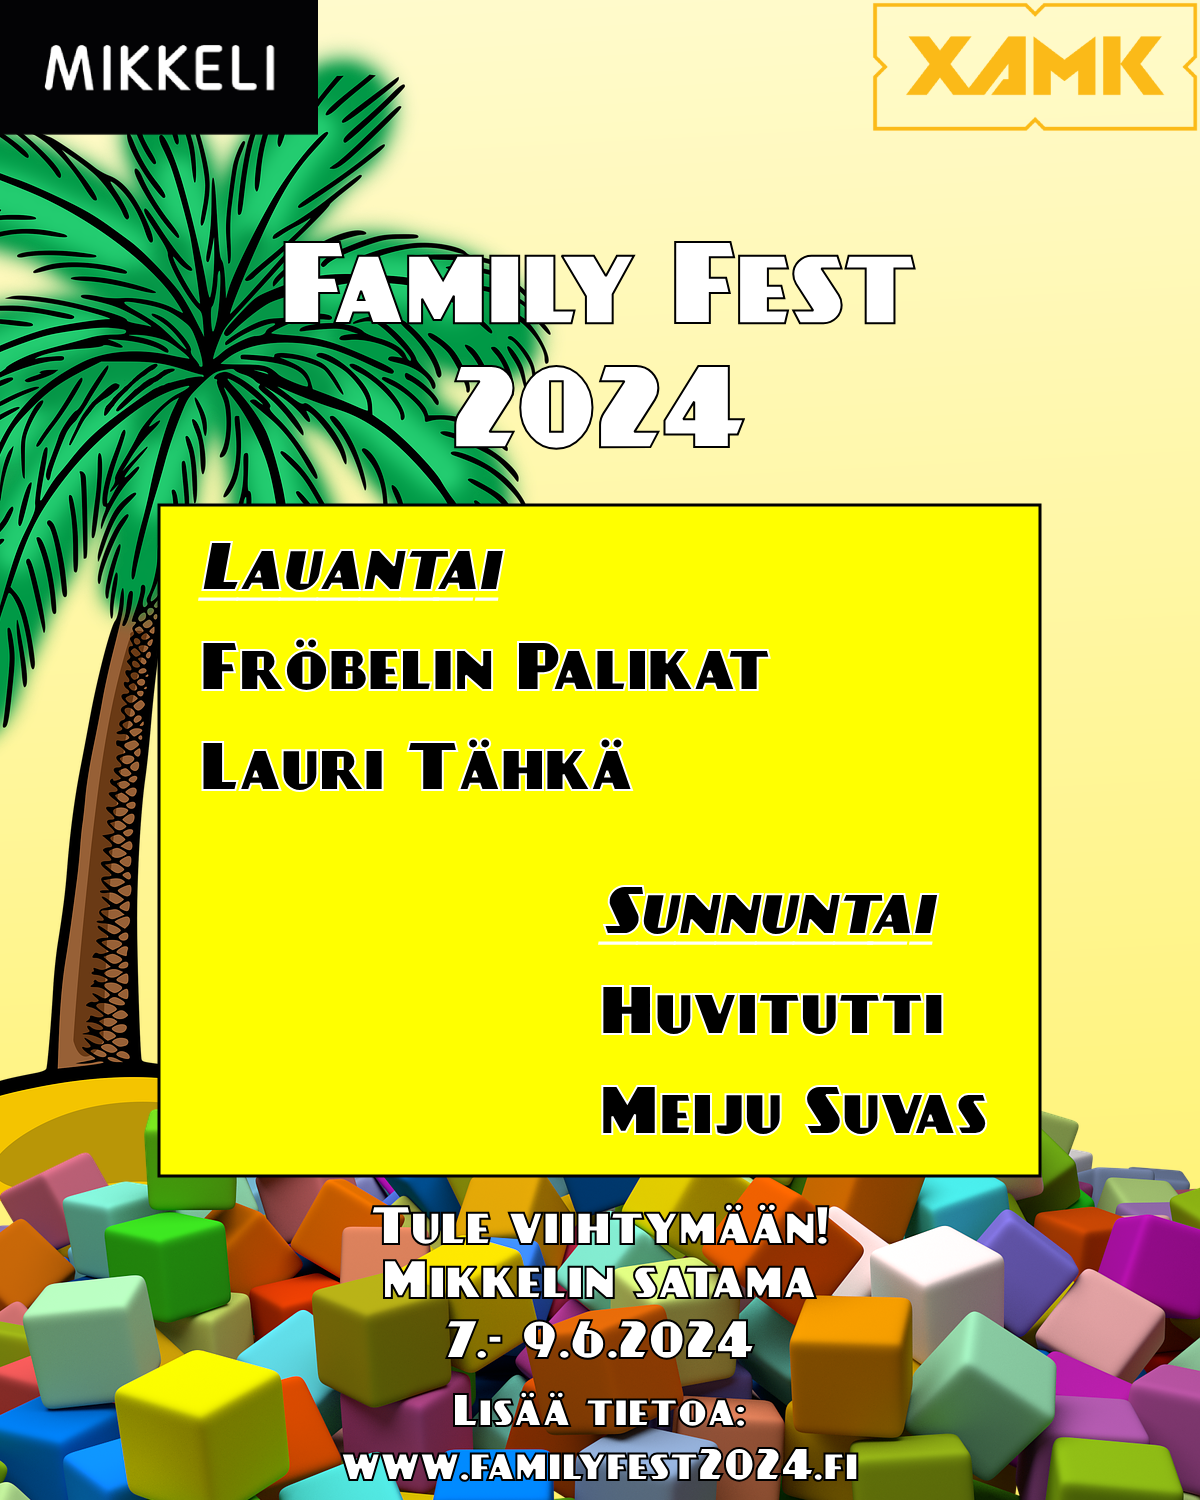 MIKKELI
XAMK
Family Fest
2024
Lauantai
Fröbelin Palikat
Lauri Tähkä
Sunnuntai
Huvitutti
Meiju Suvas
Tule viihtymään!
Mikkelin satama
7.- 9.6.2024
Lisää tietoa:
www.familyfest2024.fi